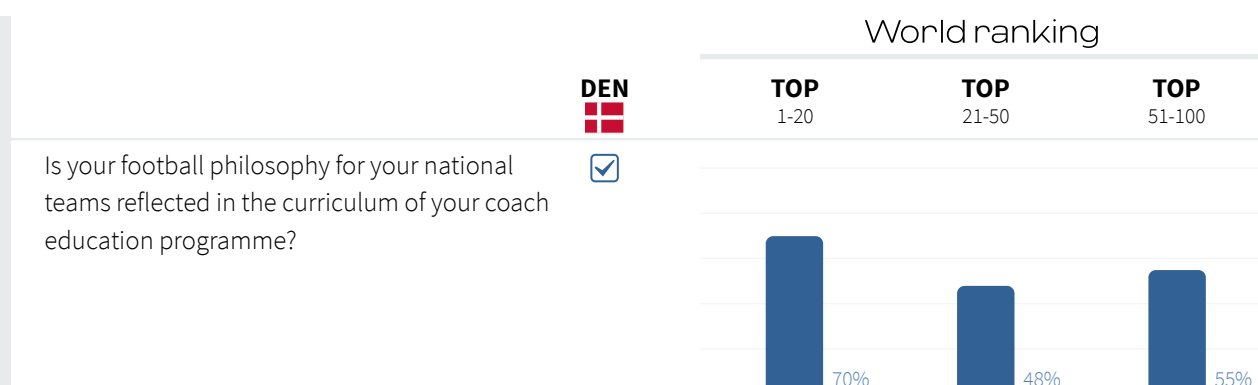 World ranking
DEN TOP TOP TOP
1-20 21-50 51-100
Is your football philosophy for your national
teams reflected in the curriculum of your coach
education programme?
70% 48% 55%